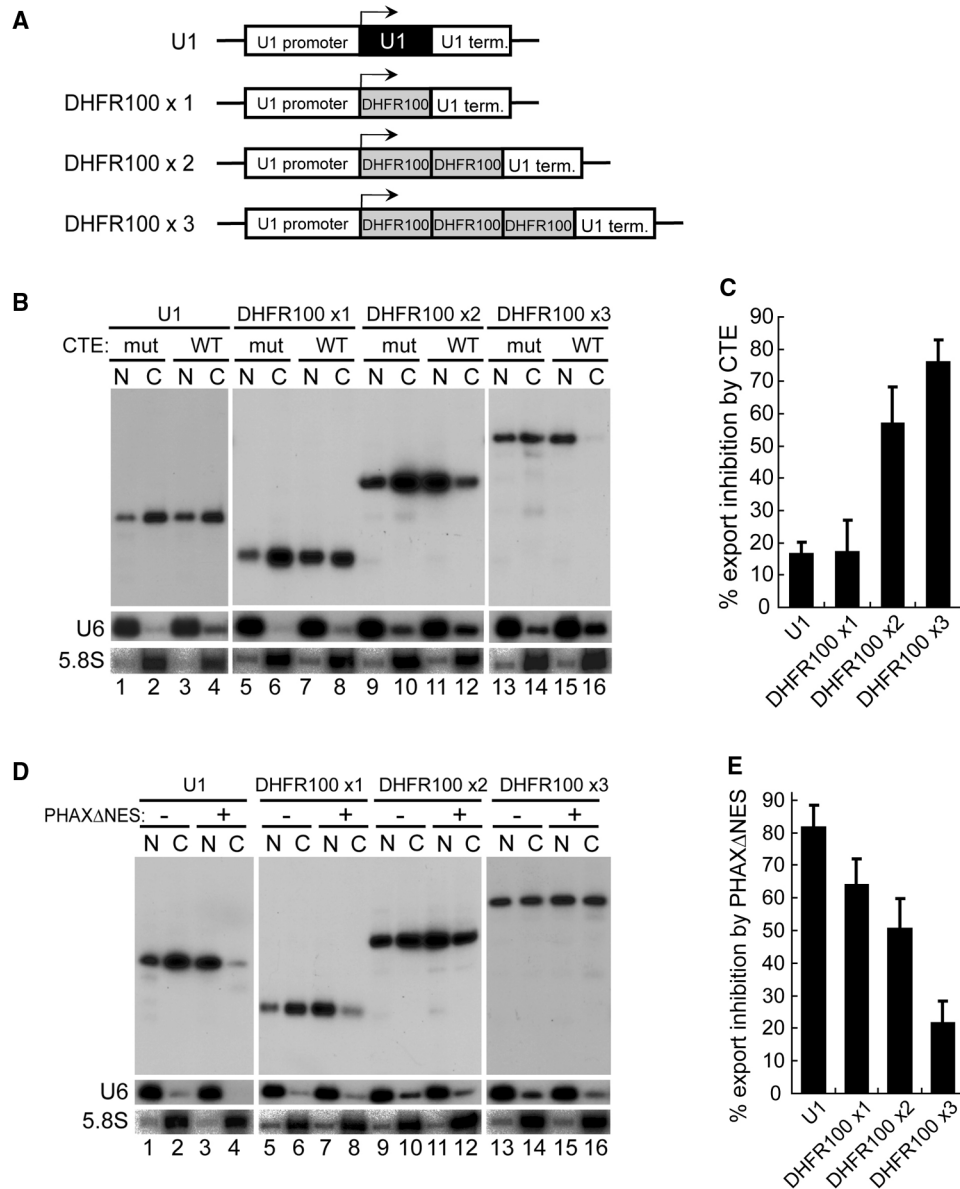 A
U1 U1 promoter U1 U1 term.
DHFR100 x 1 U1 promoter DHFR100 U1 term.
DHFR100 x 2 U1 promoter DHFR100 DHFR100 U1 term.
DHFR100 x 3 U1 promoter DHFR100 DHFR100 DHFR100 U1 term.
B
U1 DHFR100 x1 DHFR100 x2 DHFR100 x3
CTE: mut WT mut WT mut WT mut WT
N C N C N C N C N C N C N C N C
U6
5.8S
1 2 3 4 5 6 7 8 9 10 11 12 13 14 15 16
C
% export inhibition by CTE
90
80
70
60
50
40
30
20
10
0
U1
DHFR100 x1
DHFR100 x2
DHFR100 x3
D
U1 DHFR100 x1 DHFR100 x2 DHFR100 x3
PHAXΔNES: - + - + - + - +
N C N C N C N C N C N C N C N C
U6
5.8S
1 2 3 4 5 6 7 8 9 10 11 12 13 14 15 16
E
% export inhibition by PHAXΔNES
90
80
70
60
50
40
30
20
10
0
U1
DHFR100 x1
DHFR100 x2
DHFR100 x3